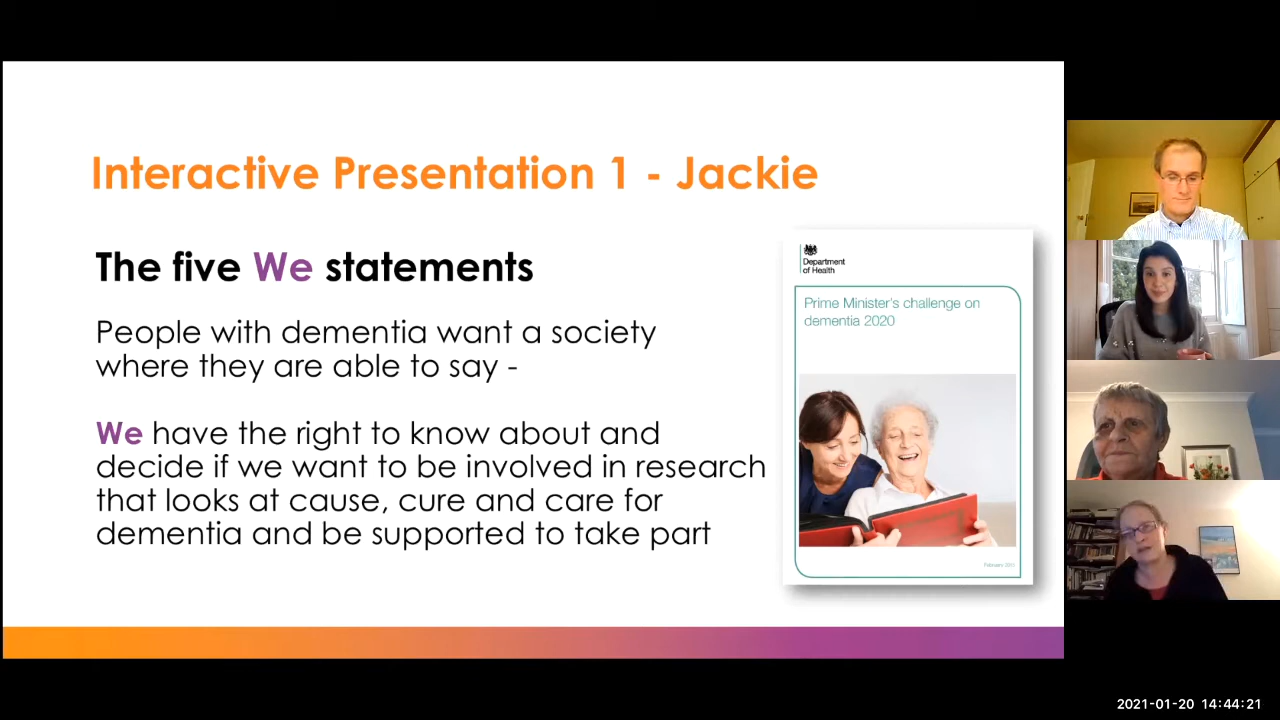 Interactive Presentation 1 - Jackie
The five We statements
People with dementia want a society
where they are able to say -
We have the right to know about and
decide if we want to be involved in research
that looks at cause, cure and care for
dementia and be supported to take part
Department
of Health
Prime Minister's challenge on
dementia 2020
2021-01-20 14:44:21